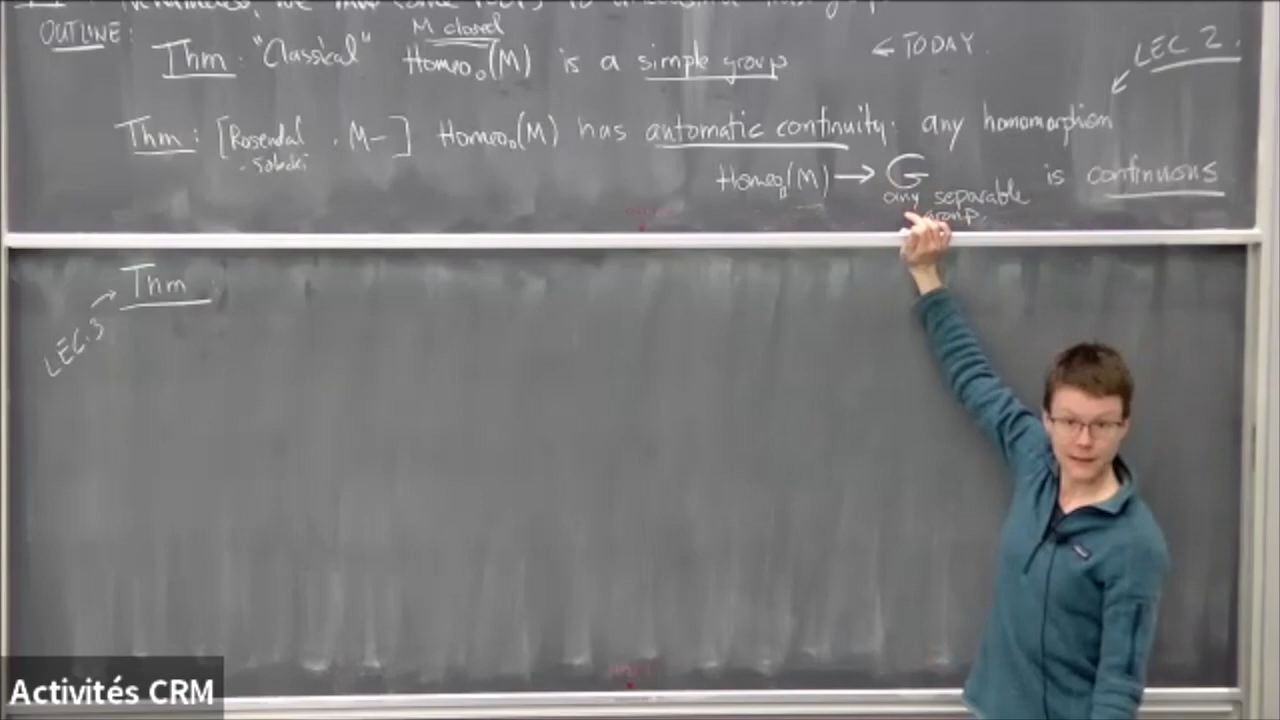 OUTLINE:
M closed
Thm. "Classical" Homeo₀(M) is a simple group ← TODAY.
LEC 2.
Thm: [Rosendal, M-] Homeo₀(M) has automatic continuity: any homomorphism
- Sabok
Homeo₀(M) → G is continuous
any separable
group.
Thm
LEC. 3
Activités CRM